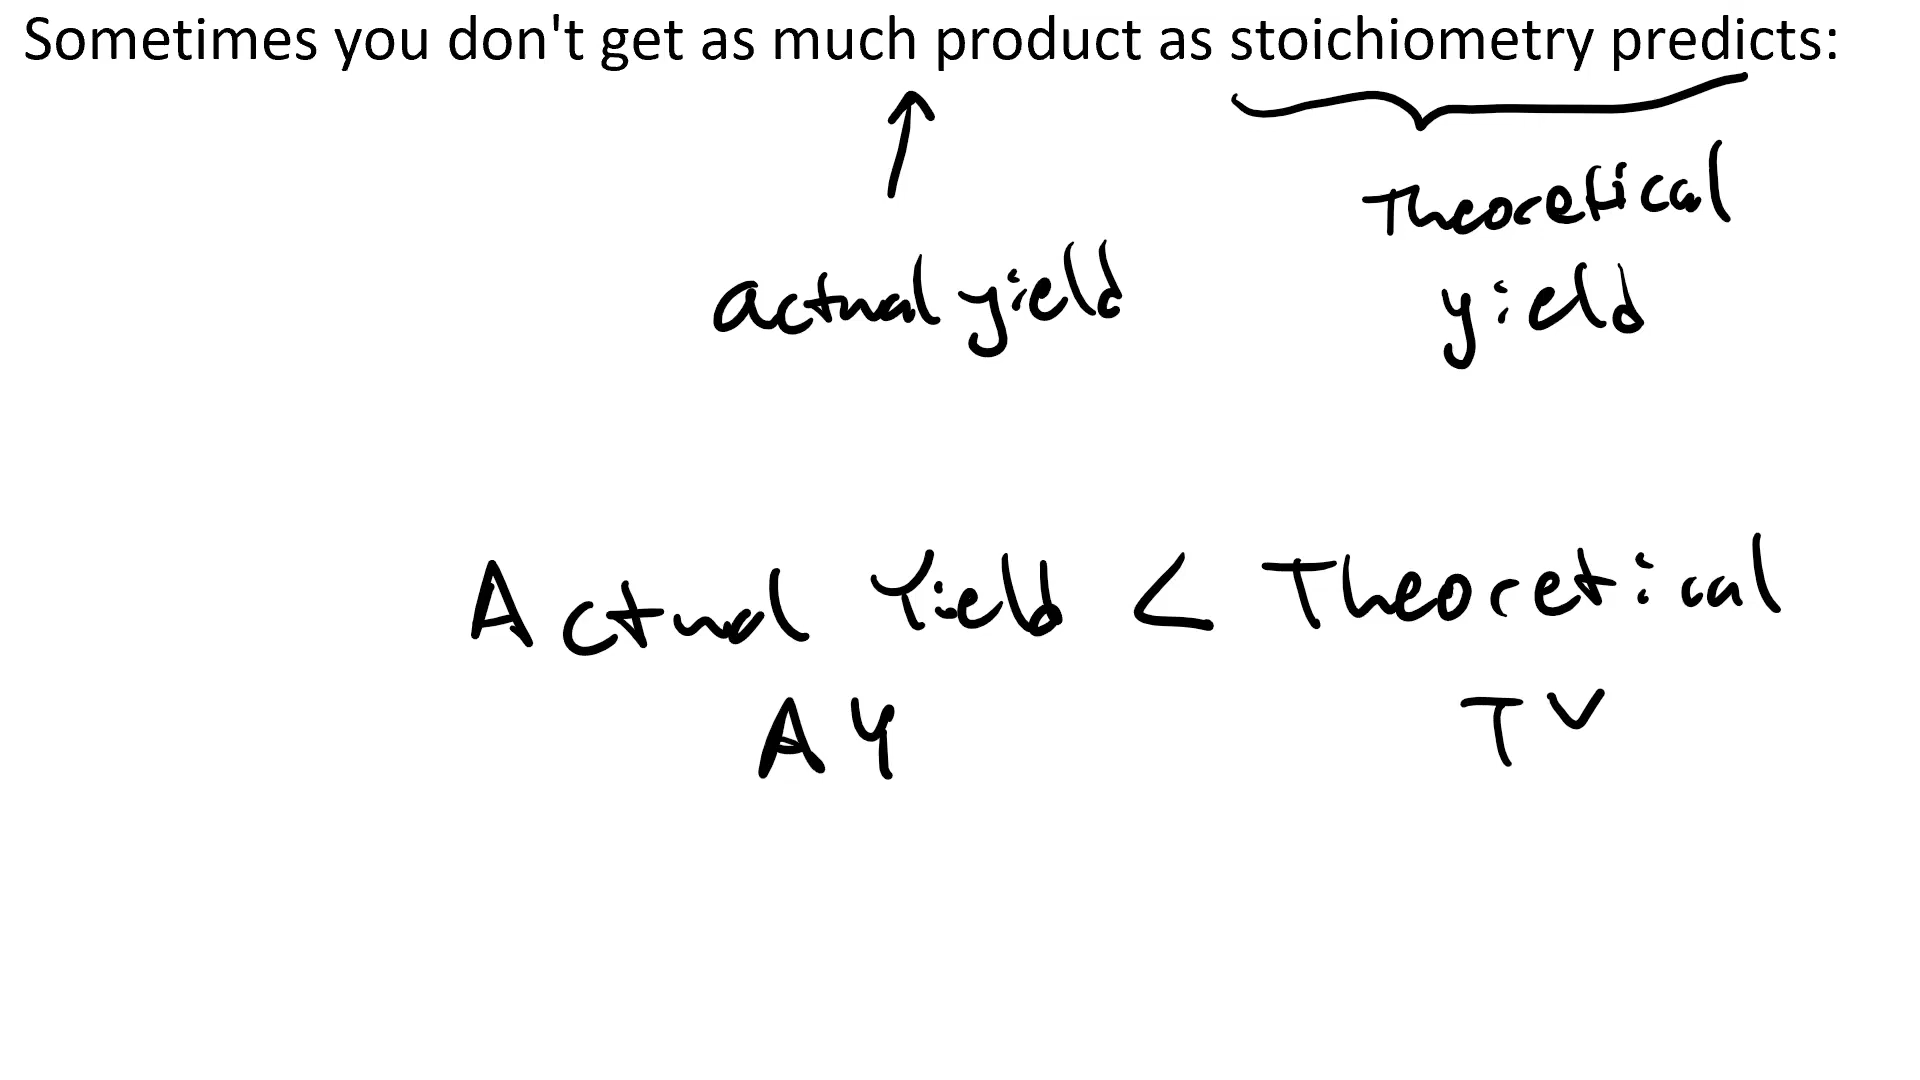 Sometimes you don't get as much product as stoichiometry predicts:
Theoretical
actual yield yield
Actual Yield < Theoretical
AY TY